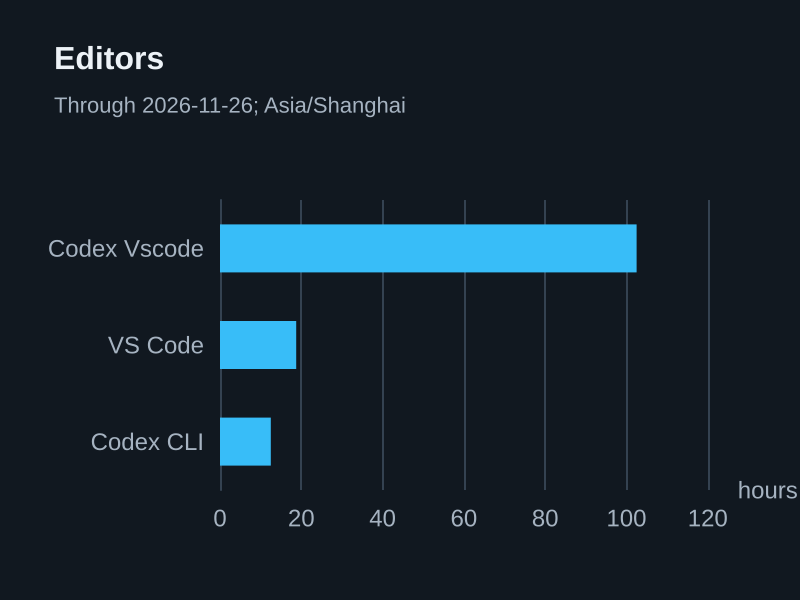 Editors
Through 2026-11-26; Asia/Shanghai
Codex Vscode
VS Code
Codex CLI
hours
0 20 40 60 80 100 120